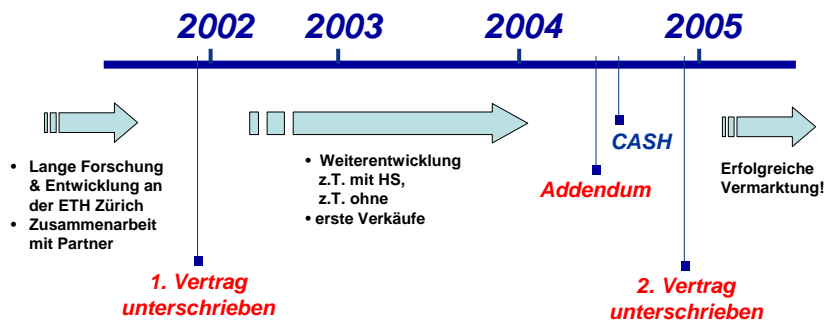 2002 2003 2004 2005
• Lange Forschung
& Entwicklung an
der ETH Zürich
• Zusammenarbeit
mit Partner
1. Vertrag
unterschrieben
• Weiterentwicklung
z.T. mit HS,
z.T. ohne
• erste Verkäufe
Addendum
CASH
2. Vertrag
unterschrieben
Erfolgreiche
Vermarktung!